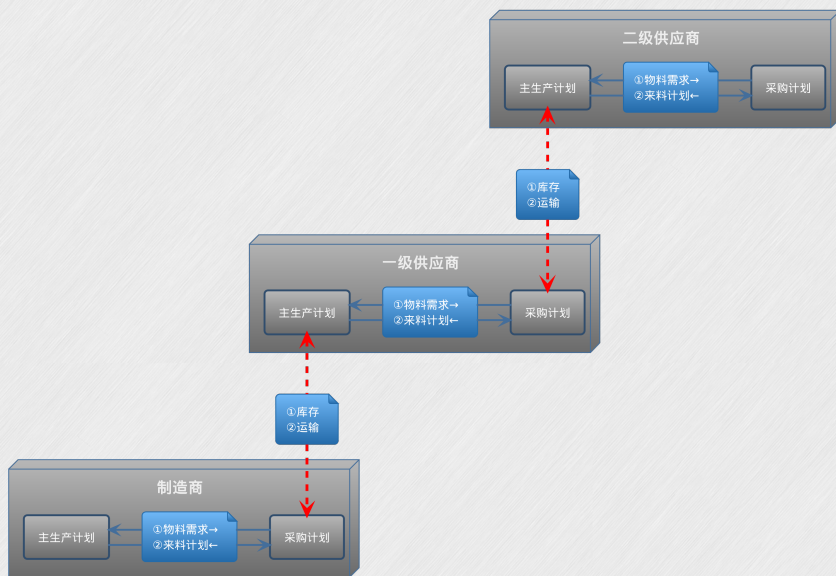 二级供应商
主生产计划
①物料需求→
②来料计划←
采购计划
①库存
②运输
一级供应商
主生产计划
①物料需求→
②来料计划←
采购计划
①库存
②运输
制造商
主生产计划
①物料需求→
②来料计划←
采购计划